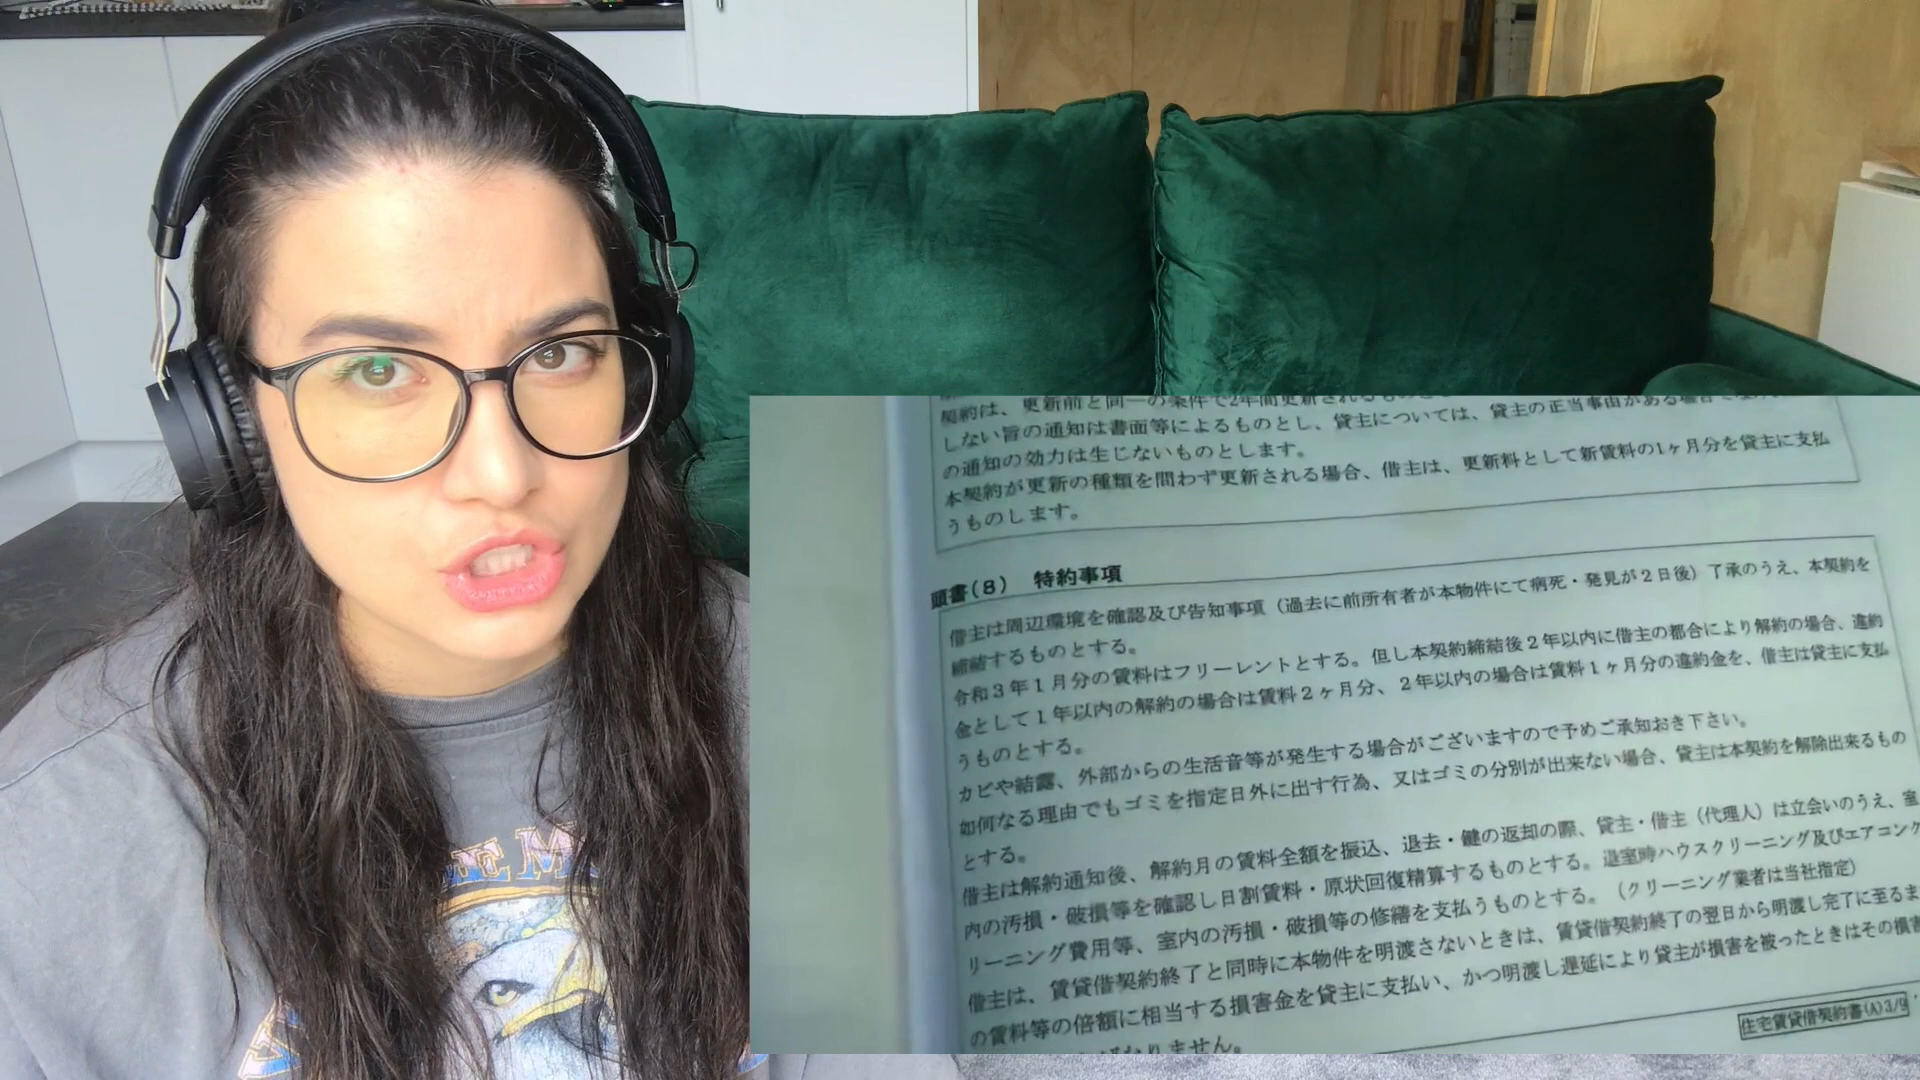 契約は、更新前と同一の条件で2年間更新されるものと
しない旨の通知は書面等によるものとし、貸主については、貸主の正当事由がある場合
の通知の効力は生じないものとします。
本契約が更新の種類を問わず更新される場合、借主は、更新料として新賃料の1ヶ月分を貸主に支払
うものします。
頭書(8) 特約事項
借主は周辺環境を確認及び告知事項（過去に前所有者が本物件にて病死・発見が２日後）了承のうえ、本契約を
締結するものとする。
令和３年１月分の賃料はフリーレントとする。但し本契約締結後２年以内に借主の都合により解約の場合、違約
金として１年以内の解約の場合は賃料２ヶ月分、２年以内の場合は賃料１ヶ月分の違約金を、借主は貸主に支払
うものとする。
カビや結露、外部からの生活音等が発生する場合がございますので予めご承知おき下さい。
如何なる理由でもゴミを指定日外に出す行為、又はゴミの分別が出来ない場合、貸主は本契約を解除出来るもの
とする。
借主は解約通知後、解約月の賃料全額を振込、退去・鍵の返却の際、貸主・借主（代理人）は立会いのうえ、室
内の汚損・破損等を確認し日割賃料・原状回復精算するものとする。退室時ハウスクリーニング及びエアコンク
リーニング費用等、室内の汚損・破損等の修繕を支払うものとする。（クリーニング業者は当社指定）
借主は、賃貸借契約終了と同時に本物件を明渡さないときは、賃貸借契約終了の翌日から明渡し完了に至るま
の賃料等の倍額に相当する損害金を貸主に支払い、かつ明渡し遅延により貸主が損害を被ったときはその損害
なりません。
住宅賃貸借契約書(A)3/9